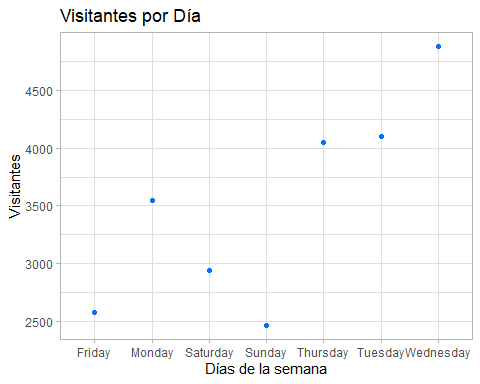 Visitantes por Día
Visitantes
4500
4000
3500
3000
2500
Friday Monday Saturday Sunday Thursday Tuesday Wednesday
Días de la semana